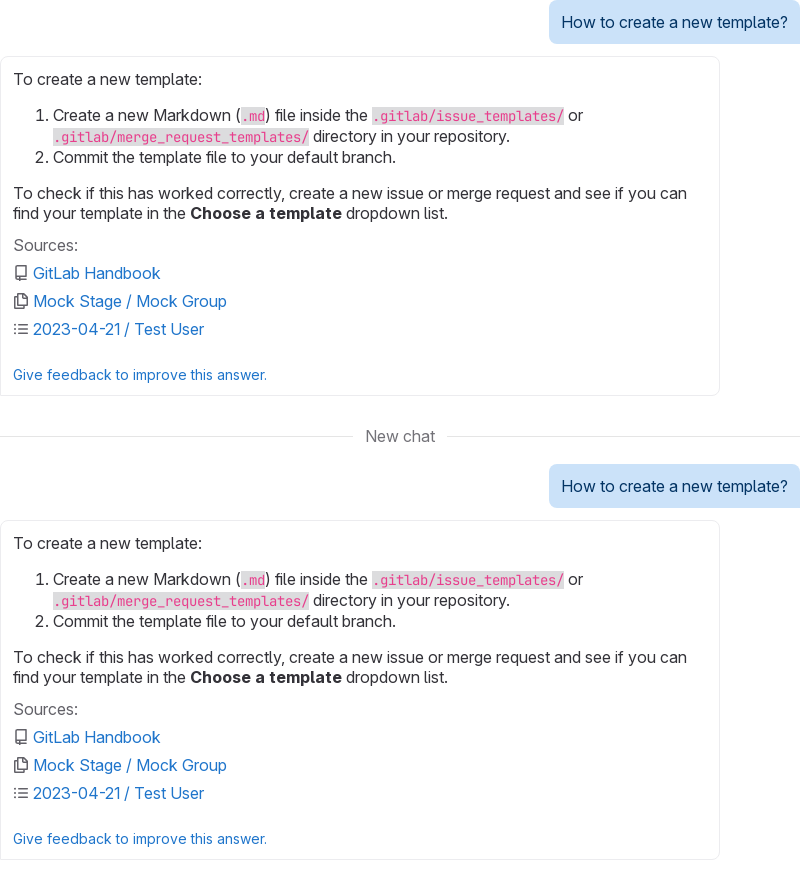 How to create a new template?
To create a new template:
1. Create a new Markdown (.md) file inside the .gitlab/issue_templates/ or
.gitlab/merge_request_templates/ directory in your repository.
2. Commit the template file to your default branch.
To check if this has worked correctly, create a new issue or merge request and see if you can
find your template in the Choose a template dropdown list.
Sources:
GitLab Handbook
Mock Stage / Mock Group
2023-04-21 / Test User
Give feedback to improve this answer.
New chat
How to create a new template?
To create a new template:
1. Create a new Markdown (.md) file inside the .gitlab/issue_templates/ or
.gitlab/merge_request_templates/ directory in your repository.
2. Commit the template file to your default branch.
To check if this has worked correctly, create a new issue or merge request and see if you can
find your template in the Choose a template dropdown list.
Sources:
GitLab Handbook
Mock Stage / Mock Group
2023-04-21 / Test User
Give feedback to improve this answer.